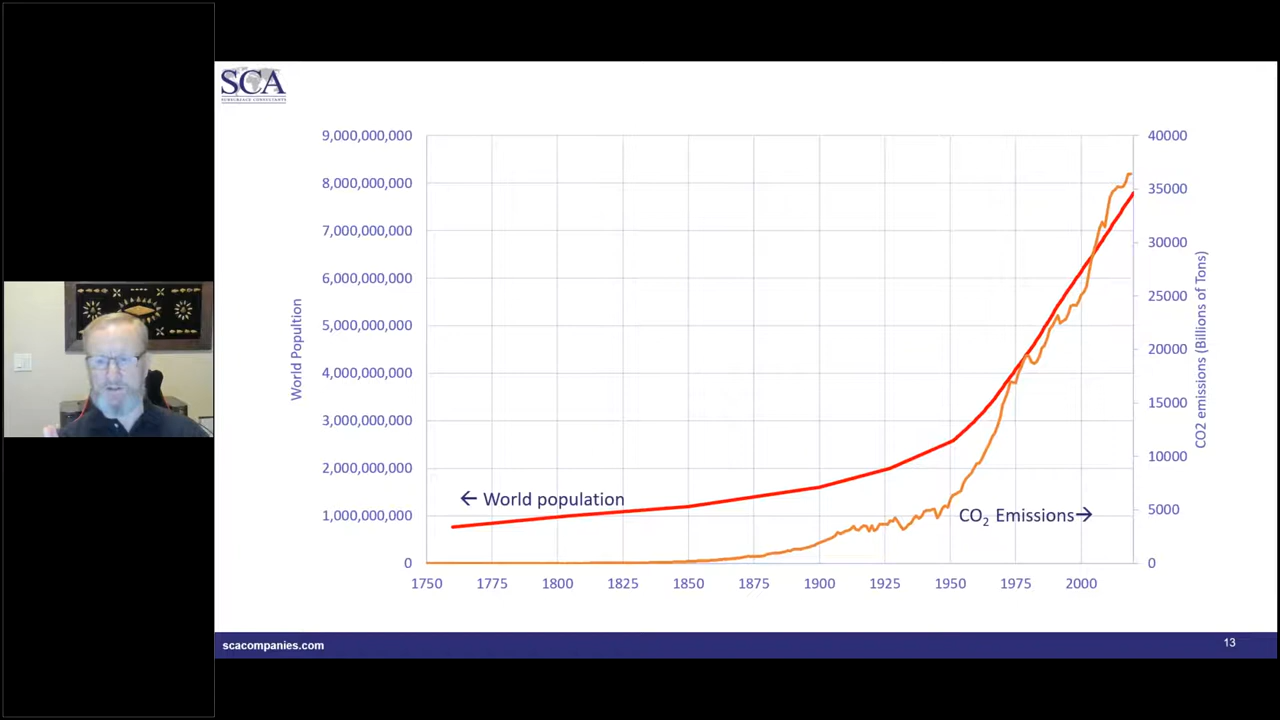 SCA
9,000,000,000
8,000,000,000
7,000,000,000
6,000,000,000
5,000,000,000
4,000,000,000
3,000,000,000
2,000,000,000
1,000,000,000
0
World Popultion
40000
35000
30000
25000
20000
15000
10000
5000
0
CO2 emissions (Billions of Tons)
← World population
CO₂ Emissions→
1750 1775 1800 1825 1850 1875 1900 1925 1950 1975 2000
scacompanies.com
13